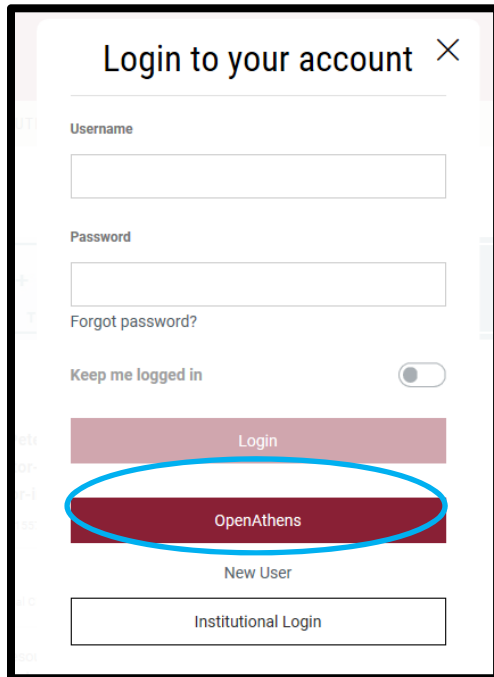 Login to your account
Username
Password
Forgot password?
Keep me logged in
Login
OpenAthens
New User
Institutional Login